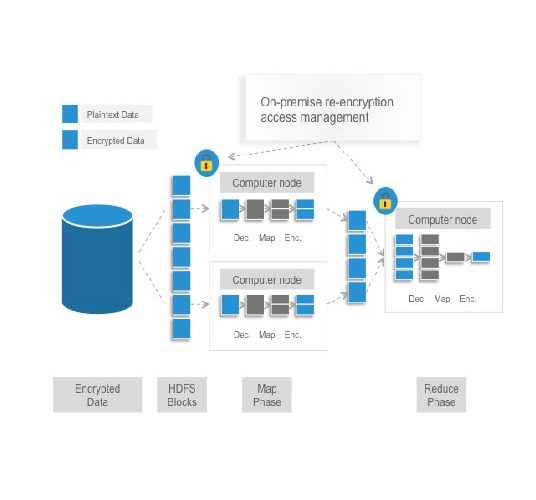 On-premise re-encryption
access management
Plaintext Data
Encrypted Data
Computer node
Dec. Map Enc.
Computer node
Dec. Map Enc.
Computer node
Dec. Map Enc.
Encrypted
Data
HDFS
Blocks
Map
Phase
Reduce
Phase